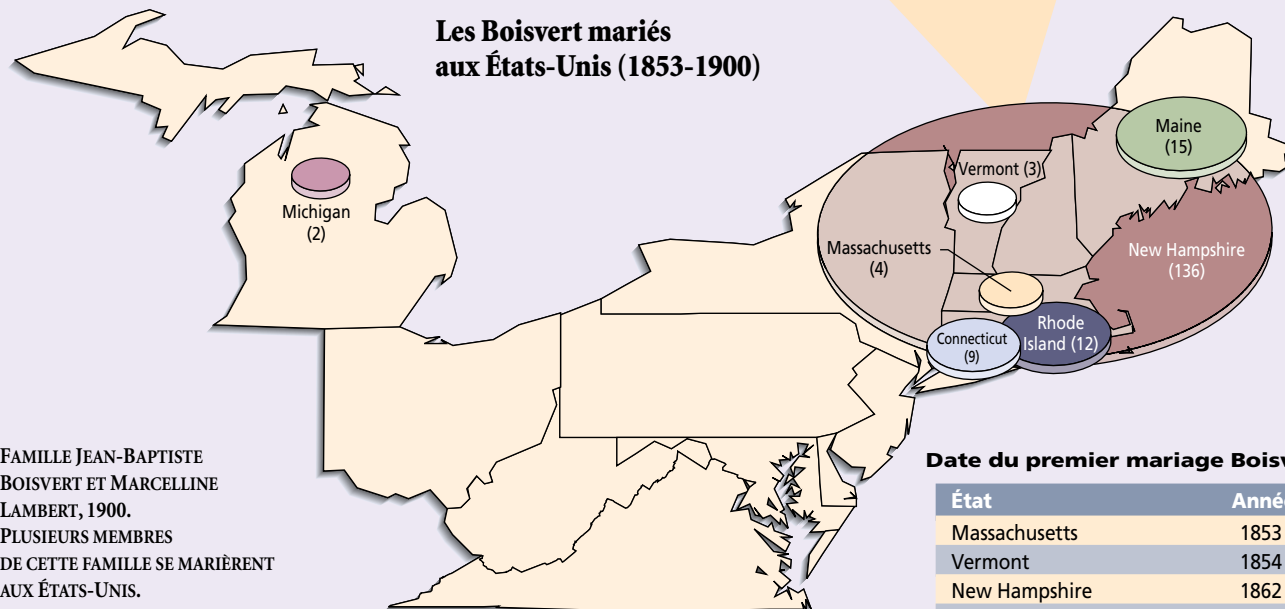 Les Boisvert mariés
aux États-Unis (1853-1900)
Maine
(15)
Vermont (3)
Michigan
(2)
Massachusetts
(4)
New Hampshire
(136)
Connecticut
(9)
Rhode
Island (12)
FAMILLE JEAN-BAPTISTE
BOISVERT ET MARCELLINE
LAMBERT, 1900.
PLUSIEURS MEMBRES
DE CETTE FAMILLE SE MARIÈRENT
AUX ÉTATS-UNIS.
Date du premier mariage
État
Massachusetts 1853
Vermont 1854
New Hampshire 1862